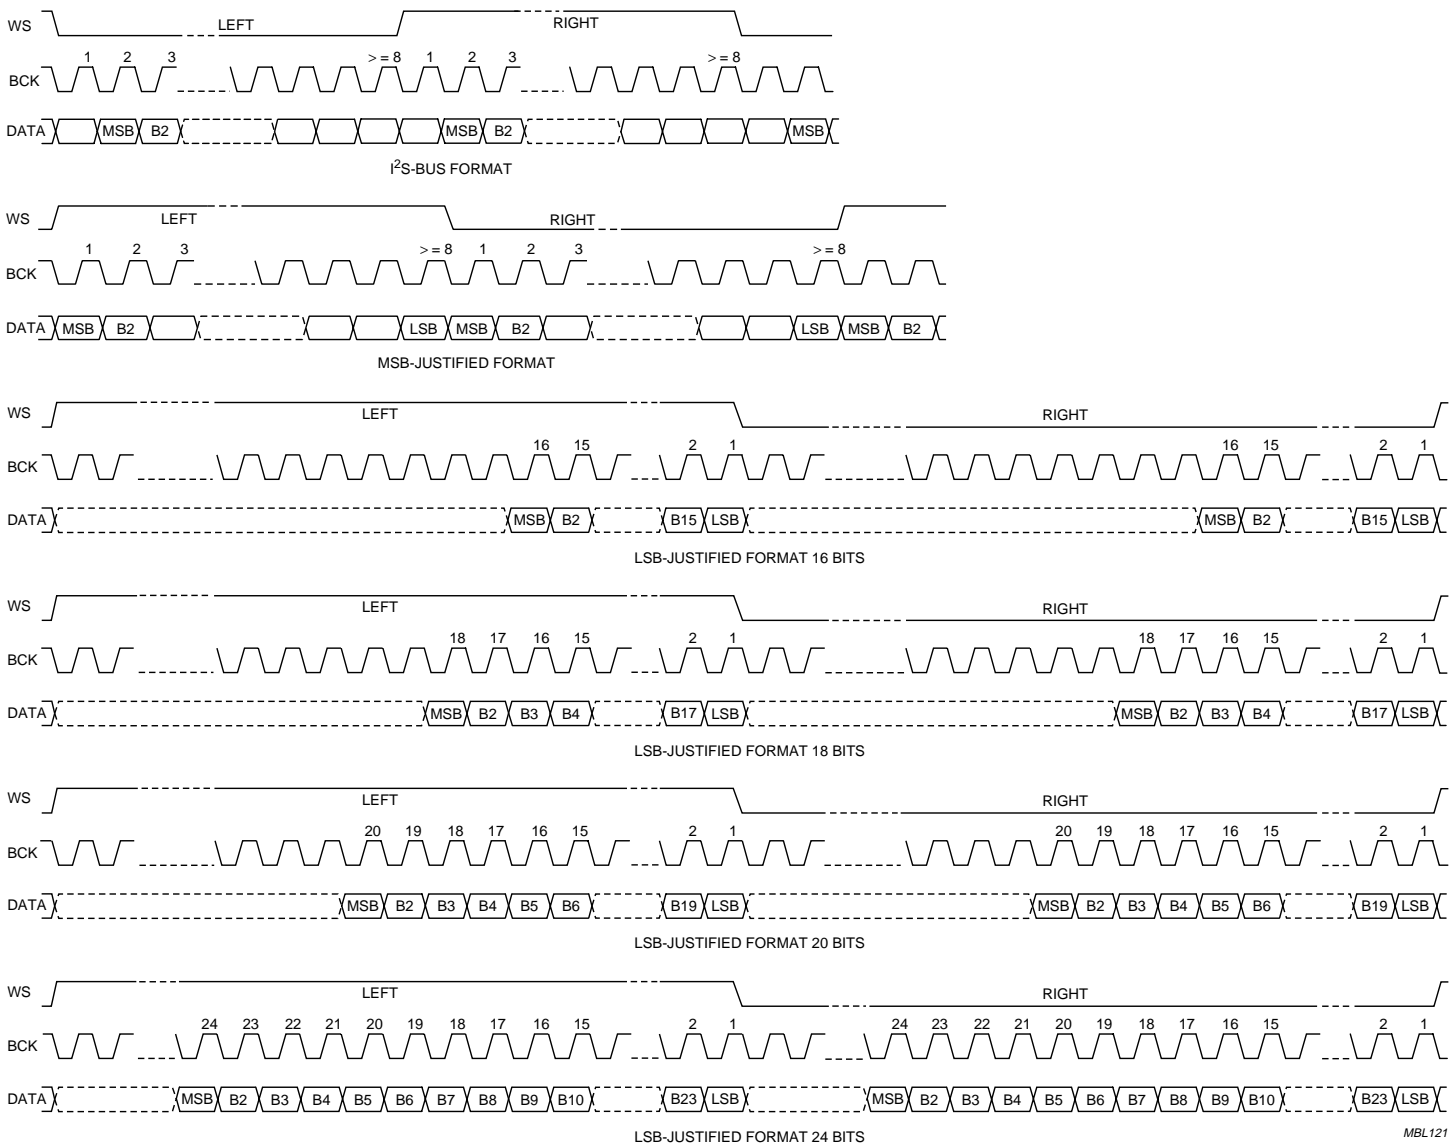 WS LEFT RIGHT
1 2 3 > = 8 1 2 3 > = 8
BCK
DATA MSB B2 MSB B2 MSB
I²S-BUS FORMAT
WS LEFT RIGHT
1 2 3 > = 8 1 2 3 > = 8
BCK
DATA MSB B2 LSB MSB B2 LSB MSB B2
MSB-JUSTIFIED FORMAT
WS LEFT RIGHT
16 15 2 1 16 15 2 1
BCK
DATA MSB B2 B15 LSB MSB B2 B15 LSB
LSB-JUSTIFIED FORMAT 16 BITS
WS LEFT RIGHT
18 17 16 15 2 1 18 17 16 15 2 1
BCK
DATA MSB B2 B3 B4 B17 LSB MSB B2 B3 B4 B17 LSB
LSB-JUSTIFIED FORMAT 18 BITS
WS LEFT RIGHT
20 19 18 17 16 15 2 1 20 19 18 17 16 15 2 1
BCK
DATA MSB B2 B3 B4 B5 B6 B19 LSB MSB B2 B3 B4 B5 B6 B19 LSB
LSB-JUSTIFIED FORMAT 20 BITS
WS LEFT RIGHT
24 23 22 21 20 19 18 17 16 15 2 1 24 23 22 21 20 19 18 17 16 15 2 1
BCK
DATA MSB B2 B3 B4 B5 B6 B7 B8 B9 B10 B23 LSB MSB B2 B3 B4 B5 B6 B7 B8 B9 B10 B23 LSB
LSB-JUSTIFIED FORMAT 24 BITS
MBL121